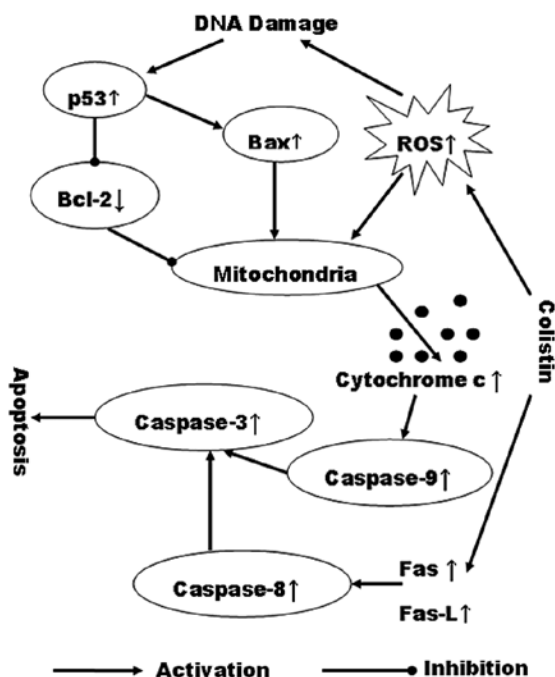 DNA Damage
p53↑
Bax↑
ROS↑
Bcl-2↓
Mitochondria
Colistin
Cytochrome c↑
Apoptosis
Caspase-3↑
Caspase-9↑
Fas↑
Caspase-8↑
Fas-L↑
Activation
Inhibition